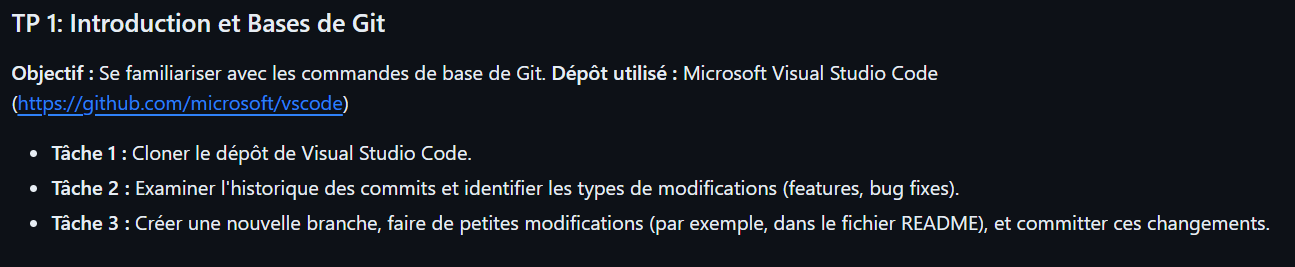 TP 1: Introduction et Bases de Git
Objectif : Se familiariser avec les commandes de base de Git. Dépôt utilisé : Microsoft Visual Studio Code
(https://github.com/microsoft/vscode)
• Tâche 1 : Cloner le dépôt de Visual Studio Code.
• Tâche 2 : Examiner l'historique des commits et identifier les types de modifications (features, bug fixes).
• Tâche 3 : Créer une nouvelle branche, faire de petites modifications (par exemple, dans le fichier README), et committer ces changements.